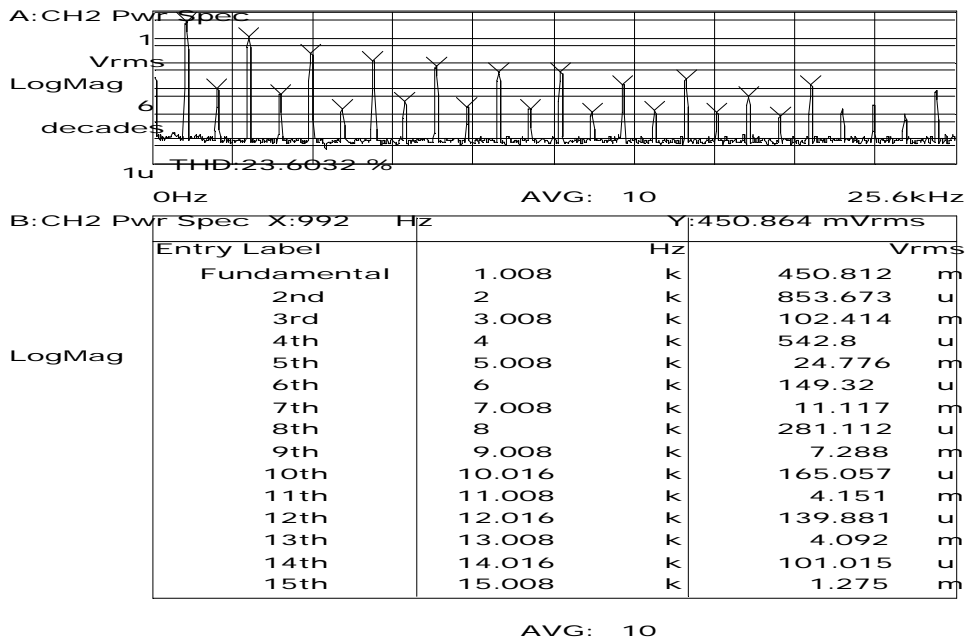 A:CH2 Pwr Spec
1
Vrms
LogMag
6
decades
1u
THD:23.6032 %
0Hz AVG: 10 25.6kHz
B:CH2 Pwr Spec X:992 Hz Y:450.864 mVrms
Entry Label Hz Vrms
Fundamental 1.008 k 450.812 m
2nd 2 k 853.673 u
3rd 3.008 k 102.414 m
4th 4 k 542.8 u
LogMag
5th 5.008 k 24.776 m
6th 6 k 149.32 u
7th 7.008 k 11.117 m
8th 8 k 281.112 u
9th 9.008 k 7.288 m
10th 10.016 k 165.057 u
11th 11.008 k 4.151 m
12th 12.016 k 139.881 u
13th 13.008 k 4.092 m
14th 14.016 k 101.015 u
15th 15.008 k 1.275 m
AVG: 10